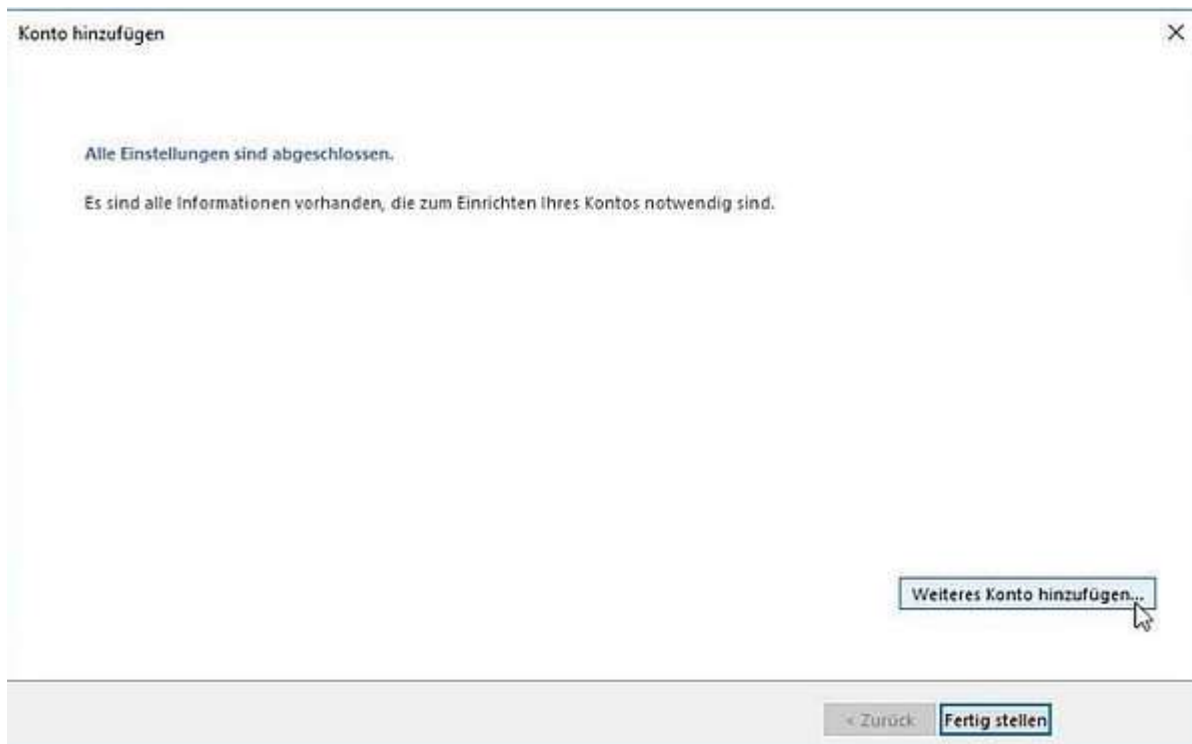 Konto hinzufügen
Alle Einstellungen sind abgeschlossen.
Es sind alle Informationen vorhanden, die zum Einrichten Ihres Kontos notwendig sind.
Weiteres Konto hinzufügen...
< Zurück Fertig stellen